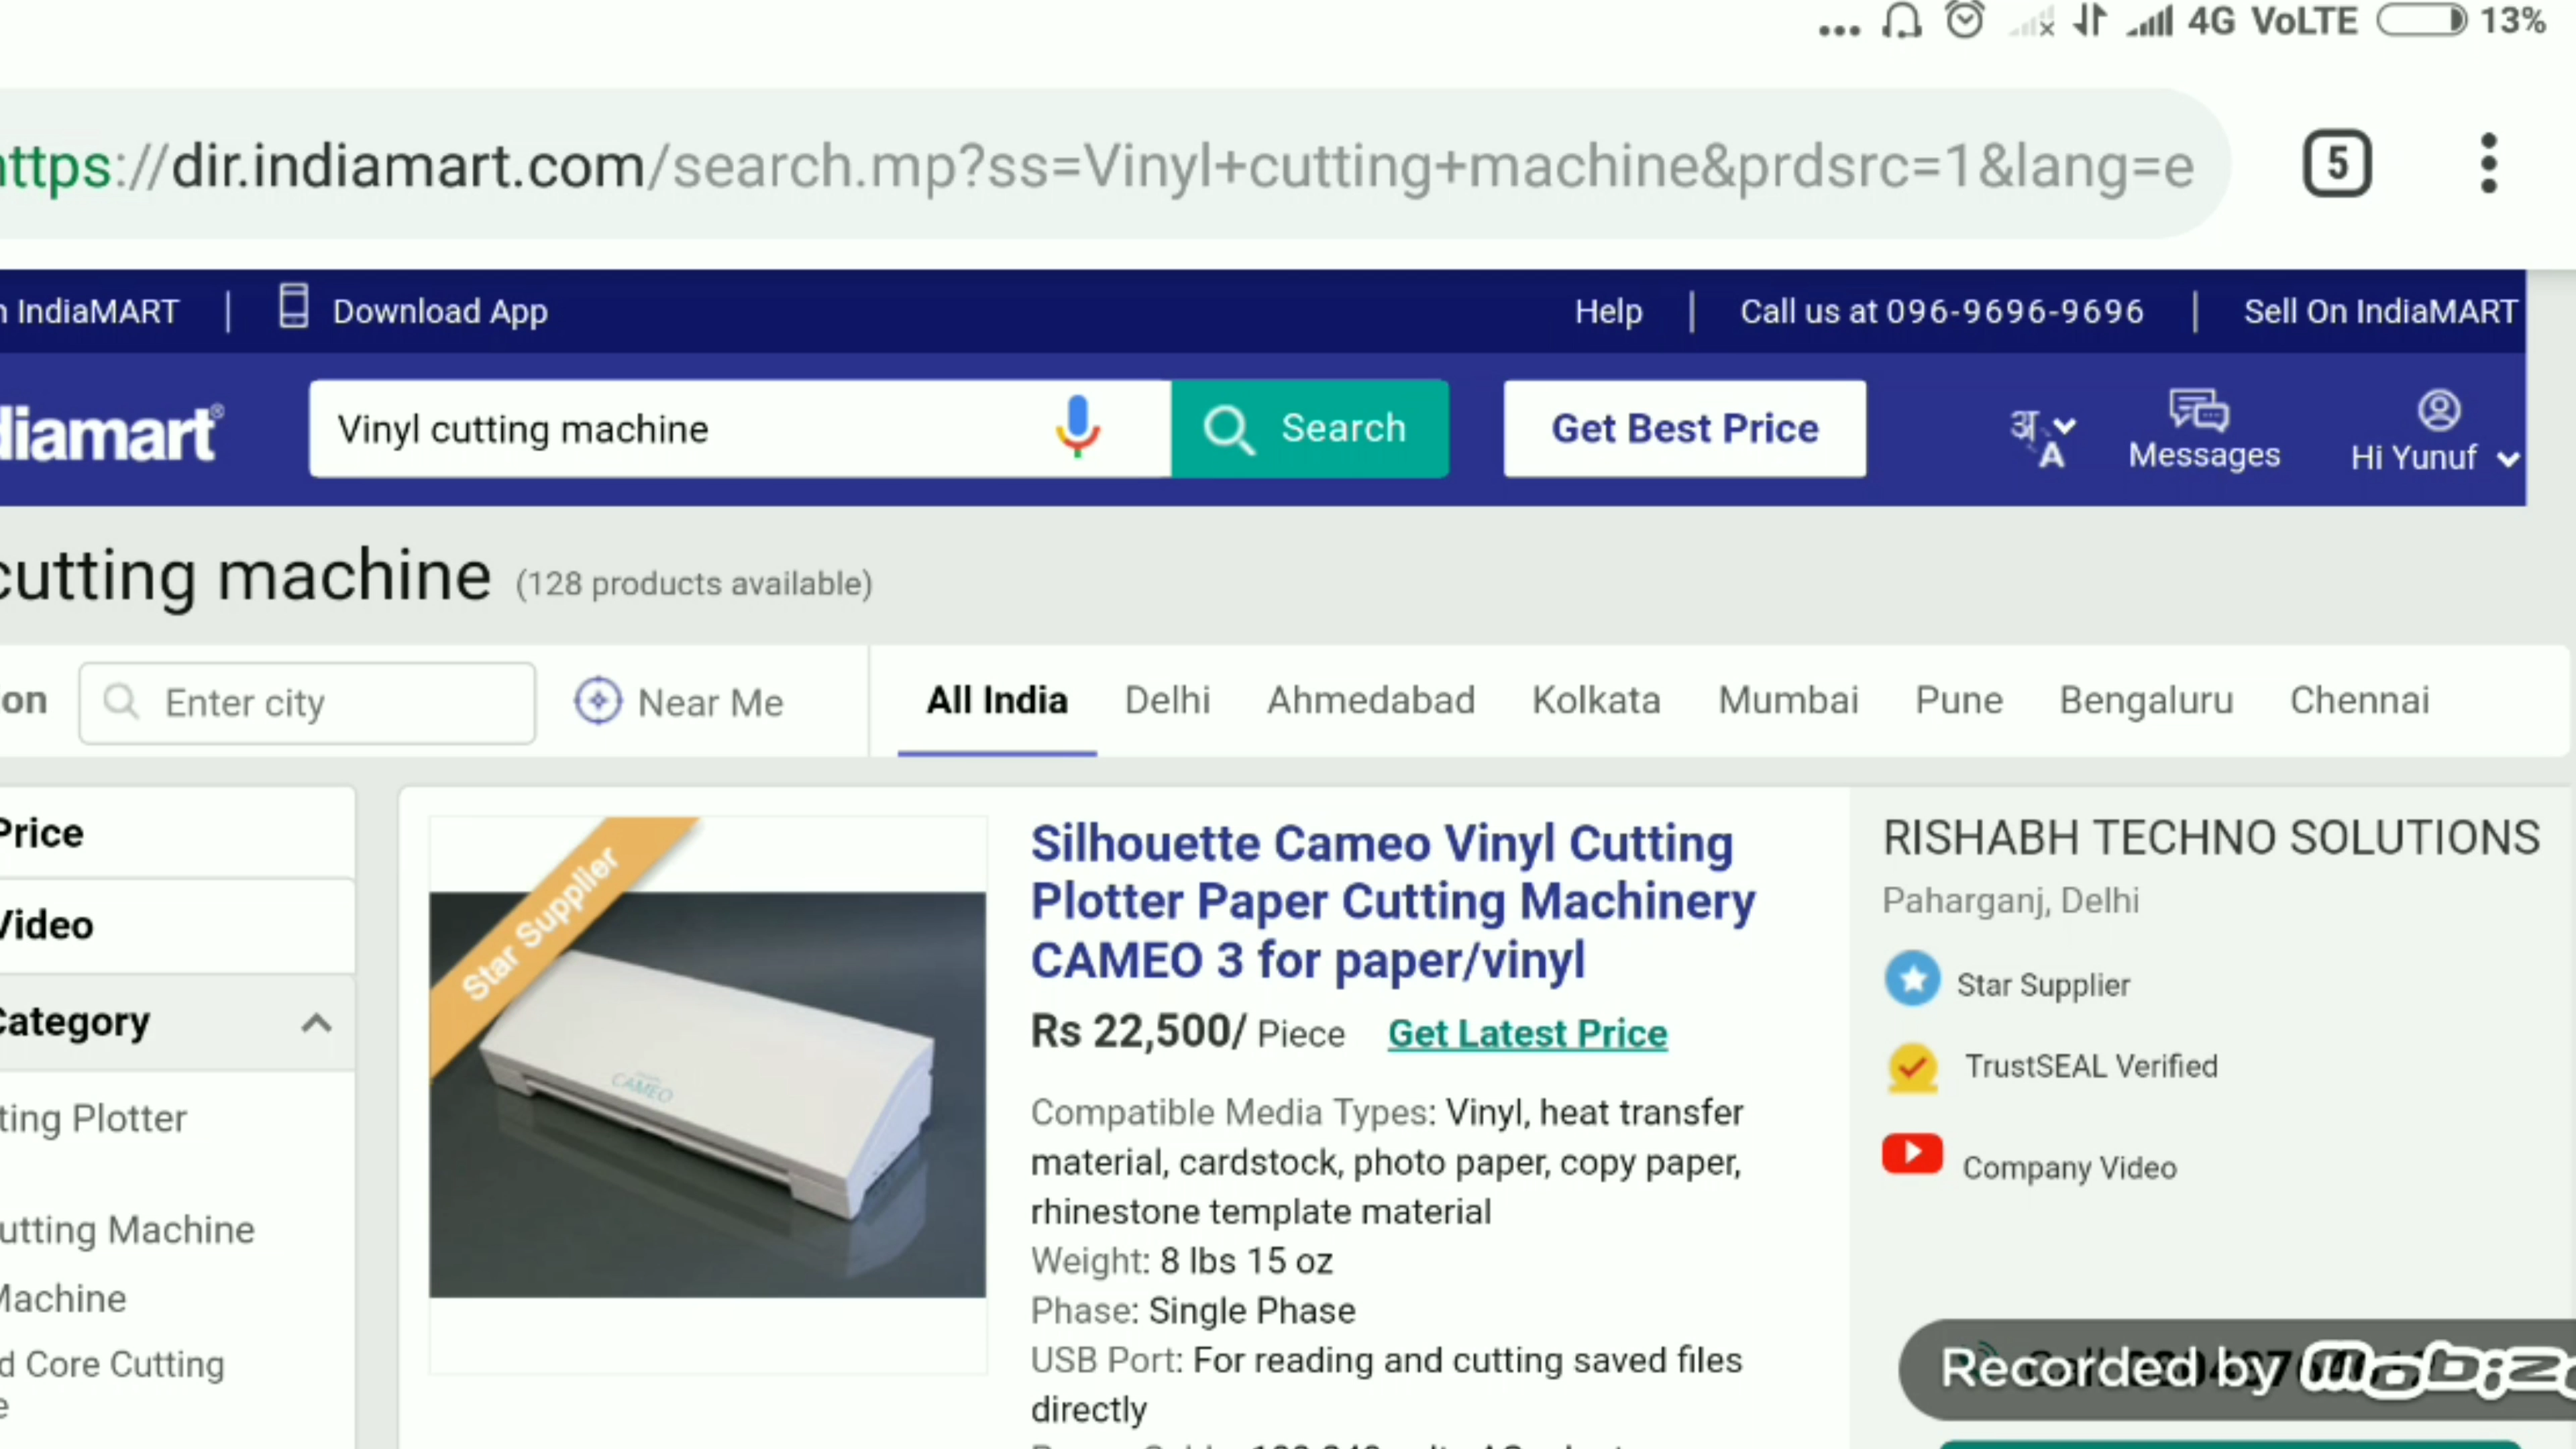 4G VoLTE 13%
https://dir.indiamart.com/search.mp?ss=Vinyl+cutting+machine&prdsrc=1&lang=e 5
IndiaMART | Download App Help | Call us at 096-9696-9696 | Sell On IndiaMART
diamart® Vinyl cutting machine Search Get Best Price अ A Messages Hi Yunuf
cutting machine (128 products available)
on Enter city Near Me All India Delhi Ahmedabad Kolkata Mumbai Pune Bengaluru Chennai
Price
Video
Category
ting Plotter
utting Machine
Machine
d Core Cutting
e
Star Supplier
CAMEO
Silhouette Cameo Vinyl Cutting
Plotter Paper Cutting Machinery
CAMEO 3 for paper/vinyl
Rs 22,500/ Piece Get Latest Price
Compatible Media Types: Vinyl, heat transfer
material, cardstock, photo paper, copy paper,
rhinestone template material
Weight: 8 lbs 15 oz
Phase: Single Phase
USB Port: For reading and cutting saved files
directly
RISHABH TECHNO SOLUTIONS
Paharganj, Delhi
Star Supplier
TrustSEAL Verified
Company Video
Recorded by